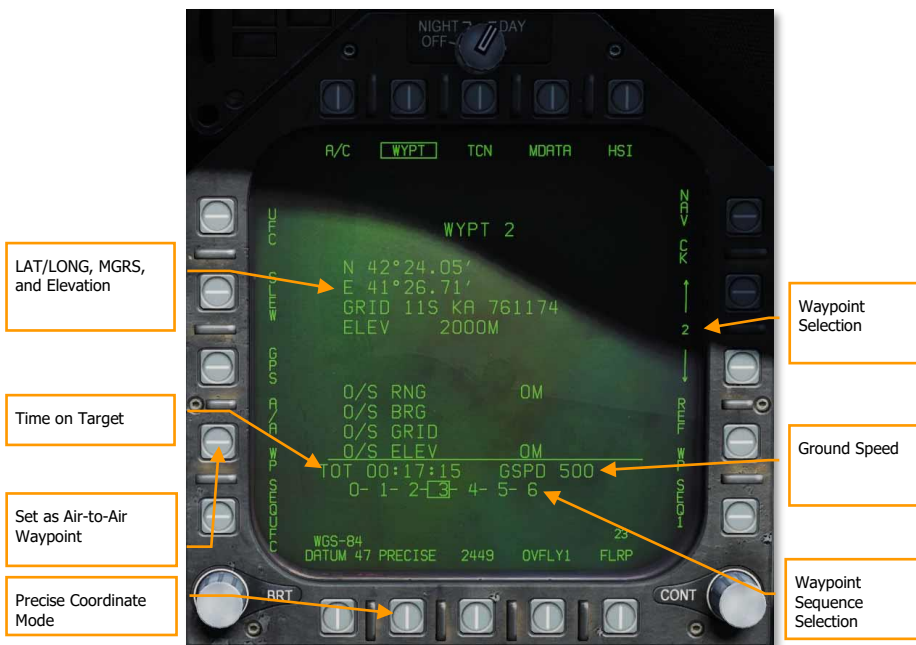 NIGHT
DAY
OFF
A/C WYPT TCN MDATA HSI
UFC
SLEW
GPS
A/A WP
SEQUFC
WYPT 2
N 42°24.05'
E 41°26.71'
GRID 11S KA 761174
ELEV 2000M
O/S RNG 0M
O/S BRG
O/S GRID
O/S ELEV 0M
TOT 00:17:15 GSPD 500
0- 1- 2- 3- 4- 5- 6
NAV CK
2
REF WP
SEQ1
23
WGS-84
DATUM 47 PRECISE 2449 OVFLY1 FLRP
BRT
CONT
LAT/LONG, MGRS,
and Elevation
Time on Target
Set as Air-to-Air
Waypoint
Precise Coordinate
Mode
Waypoint
Selection
Ground Speed
Waypoint
Sequence
Selection